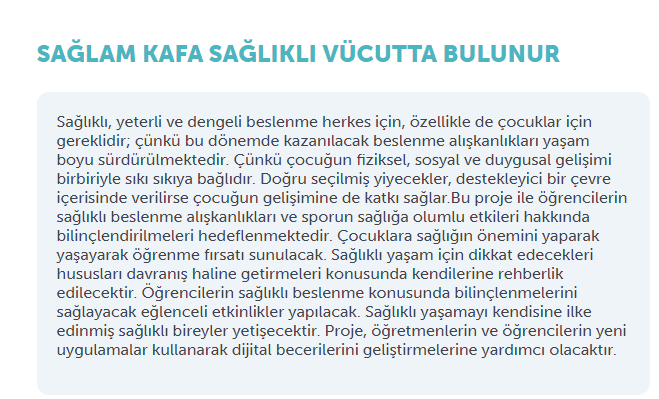 SAĞLAM KAFA SAĞLIKLI VÜCUTTA BULUNUR
Sağlıklı, yeterli ve dengeli beslenme herkes için, özellikle de çocuklar için
gereklidir; çünkü bu dönemde kazanılacak beslenme alışkanlıkları yaşam
boyu sürdürülmektedir. Çünkü çocuğun fiziksel, sosyal ve duygusal gelişimi
birbiriyle sıkı sıkıya bağlıdır. Doğru seçilmiş yiyecekler, destekleyici bir çevre
içerisinde verilirse çocuğun gelişimine de katkı sağlar.Bu proje ile öğrencilerin
sağlıklı beslenme alışkanlıkları ve sporun sağlığa olumlu etkileri hakkında
bilinçlendirilmeleri hedeflenmektedir. Çocuklara sağlığın önemini yaparak
yaşayarak öğrenme fırsatı sunulacak. Sağlıklı yaşam için dikkat edecekleri
hususları davranış haline getirmeleri konusunda kendilerine rehberlik
edilecektir. Öğrencilerin sağlıklı beslenme konusunda bilinçlenmelerini
sağlayacak eğlenceli etkinlikler yapılacak. Sağlıklı yaşamayı kendisine ilke
edinmiş sağlıklı bireyler yetişecektir. Proje, öğretmenlerin ve öğrencilerin yeni
uygulamalar kullanarak dijital becerilerini geliştirmelerine yardımcı olacaktır.